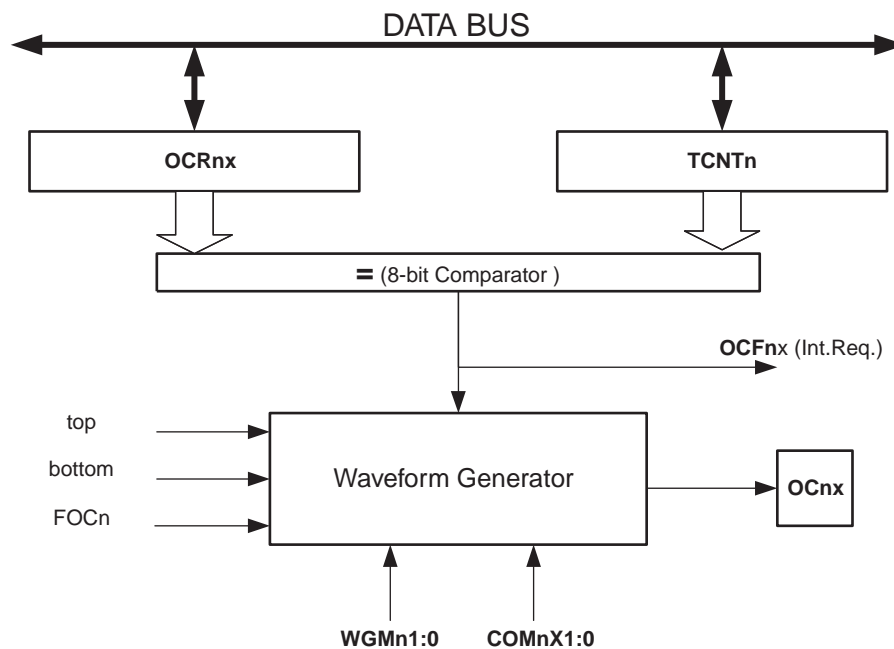 DATA BUS
OCRnx
TCNTn
= (8-bit Comparator )
OCFnx (Int.Req.)
top
bottom
FOCn
Waveform Generator
OCnx
WGMn1:0
COMnX1:0